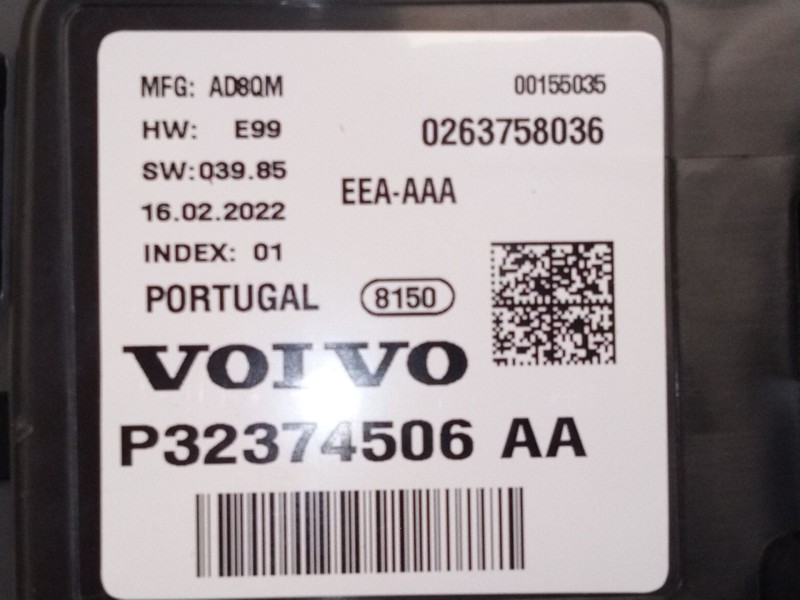 MFG: AD8QM 00155035
HW: E99 0263758036
SW:039.85
EEA-AAA
16.02.2022
INDEX: 01
PORTUGAL 8150
VOLVO
P32374506 AA